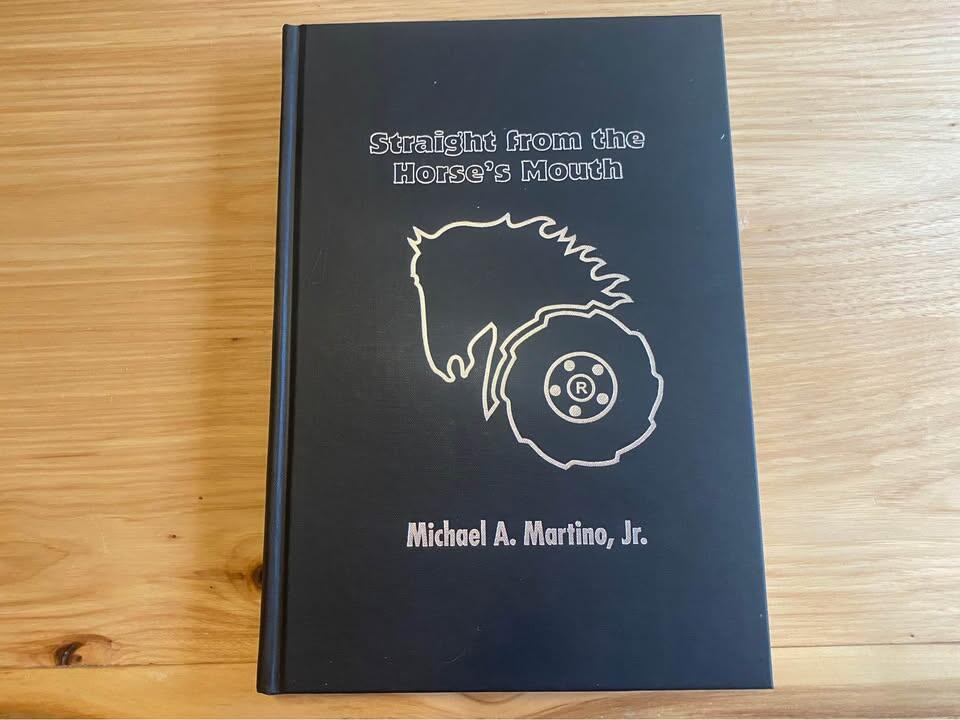 Straight from the
Horse's Mouth
R
Michael A. Martino, Jr.